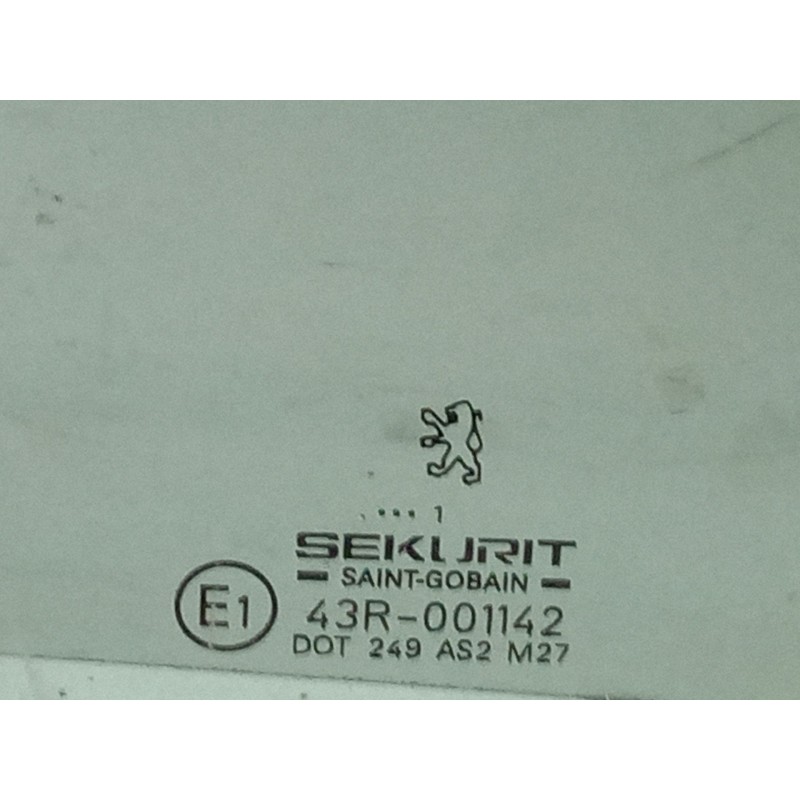 ••• 1
SEKURIT
SAINT-GOBAIN
E1 43R-001142
DOT 249 AS2 M27